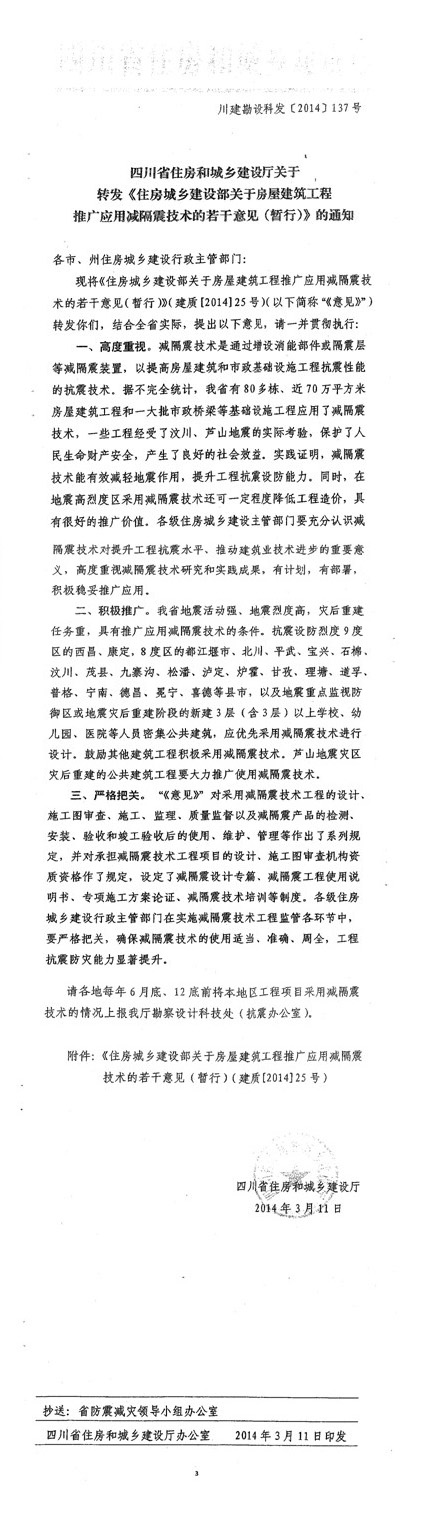 川建勘设科发〔2014〕137号
四川省住房和城乡建设厅关于
转发《住房城乡建设部关于房屋建筑工程
推广应用减隔震技术的若干意见（暂行）》的通知
各市、州住房城乡建设行政主管部门：
现将《住房城乡建设部关于房屋建筑工程推广应用减隔震技
术的若干意见（暂行）》(建质[2014]25号)(以下简称“《意见》”)
转发你们，结合全省实际，提出以下意见，请一并贯彻执行：
一、高度重视。减隔震技术是通过增设消能部件或隔震层
等减隔震装置，以提高房屋建筑和市政基础设施工程抗震性能
的抗震技术。据不完全统计，我省有80多栋、近70万平方米
房屋建筑工程和一大批市政桥梁等基础设施工程应用了减隔震
技术，一些工程经受了汶川、芦山地震的实际考验，保护了人
民生命财产安全，产生了良好的社会效益。实践证明，减隔震
技术能有效减轻地震作用，提升工程抗震设防能力。同时，在
地震高烈度区采用减隔震技术还可一定程度降低工程造价，具
有很好的推广价值。各级住房城乡建设主管部门要充分认识减
隔震技术对提升工程抗震水平、推动建筑业技术进步的重要意
义，高度重视减隔震技术研究和实践成果。有计划，有部署，
积极稳妥推广应用。
二、积极推广。我省地震活动强、地震烈度高，灾后重建
任务重，具有推广应用减隔震技术的条件。抗震设防烈度9度
区的西昌、康定，8度区的都江堰市、北川、平武、宝兴、石棉、
汶川、茂县、九寨沟、松潘、泸定、炉霍、甘孜、理塘、道孚、
普格、宁南、德昌、冕宁、喜德等县市，以及地震重点监视防
御区或地震灾后重建阶段的新建3层（含3层）以上学校、幼
儿园、医院等人员密集公共建筑，应优先采用减隔震技术进行
设计。鼓励其他建筑工程积极采用减隔震技术。芦山地震灾区
灾后重建的公共建筑工程要大力推广使用减隔震技术。
三、严格把关。“《意见》”对采用减隔震技术工程的设计、
施工图审查、施工、监理、质量监督以及减隔震产品的检测、
安装、验收和竣工验收后的使用、维护、管理等作出了系列规
定，并对承担减隔震技术工程项目的设计、施工图审查机构资
质资格作了规定，设定了减隔震设计专篇、减隔震工程使用说
明书、专项施工方案论证、减隔震技术培训等制度。各级住房
城乡建设行政主管部门在实施减隔震技术工程监管各环节中，
要严格把关，确保减隔震技术的使用适当、准确、周全，工程
抗震防灾能力显著提升。
请各地每年6月底、12底前将本地区工程项目采用减隔震
技术的情况上报我厅勘察设计科技处（抗震办公室）。
附件：《住房城乡建设部关于房屋建筑工程推广应用减隔震
技术的若干意见（暂行）（建质[2014]25号）
四川省住房和城乡建设厅
2014年3月11日
抄送：省防震减灾领导小组办公室
四川省住房和城乡建设厅办公室 2014年3月11日印发
3